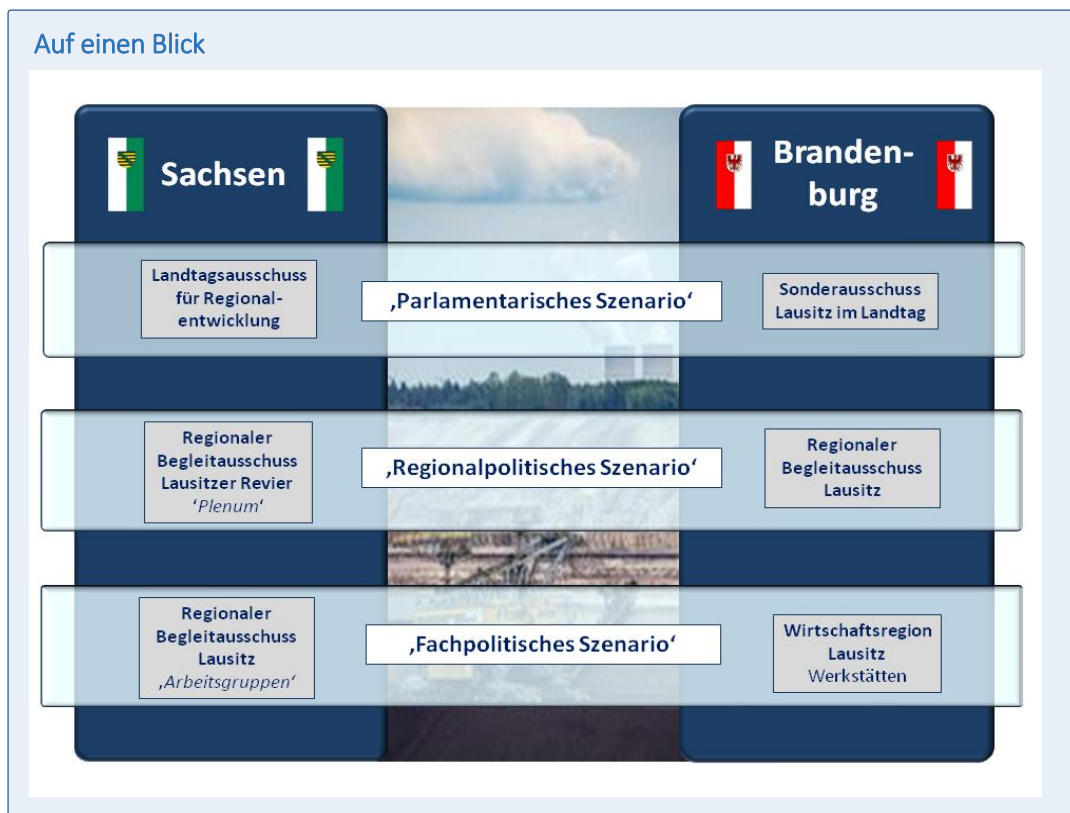 Auf einen Blick
Sachsen
Branden-
burg
Landtagsausschuss
für Regional-
entwicklung
‚Parlamentarisches Szenario‘
Sonderausschuss
Lausitz im Landtag
Regionaler
Begleitausschuss
Lausitzer Revier
‘Plenum‘
‚Regionalpolitisches Szenario‘
Regionaler
Begleitausschuss
Lausitz
Regionaler
Begleitausschuss
Lausitz
‚Arbeitsgruppen‘
‚Fachpolitisches Szenario‘
Wirtschaftsregion
Lausitz
Werkstätten